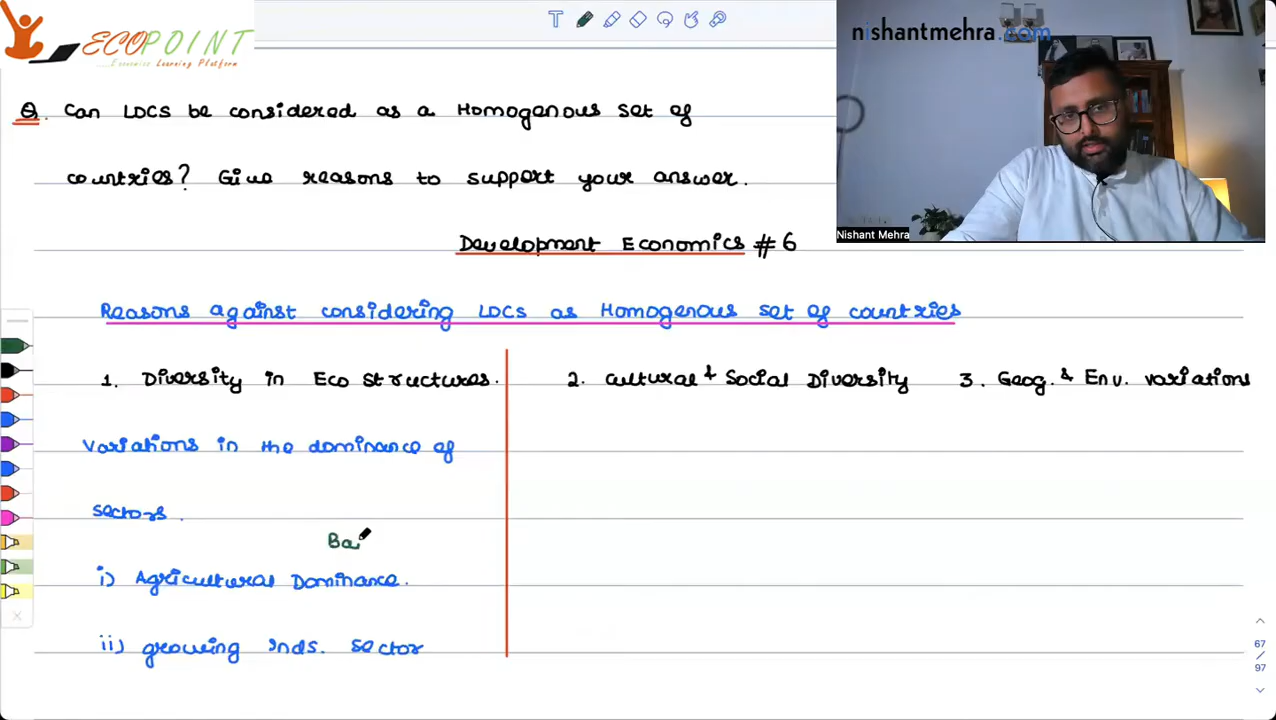 ECOPOINT
Economics Learning Platform
nishantmehra.com
Nishant Mehra
Q. Can LDCS be considered as a Homogenous set of
countries? Give reasons to support your answer.
Development Economics # 6
Reasons against considering LDCS as Homogenous set of countries
1. Diversity in Eco structures.
Variations in the dominance of
sectors.
Ba
i) Agricultural Dominance.
ii) growing Inds. sector
2. Cultural & Social Diversity
3. Geog. & Env. variations
67
/
97